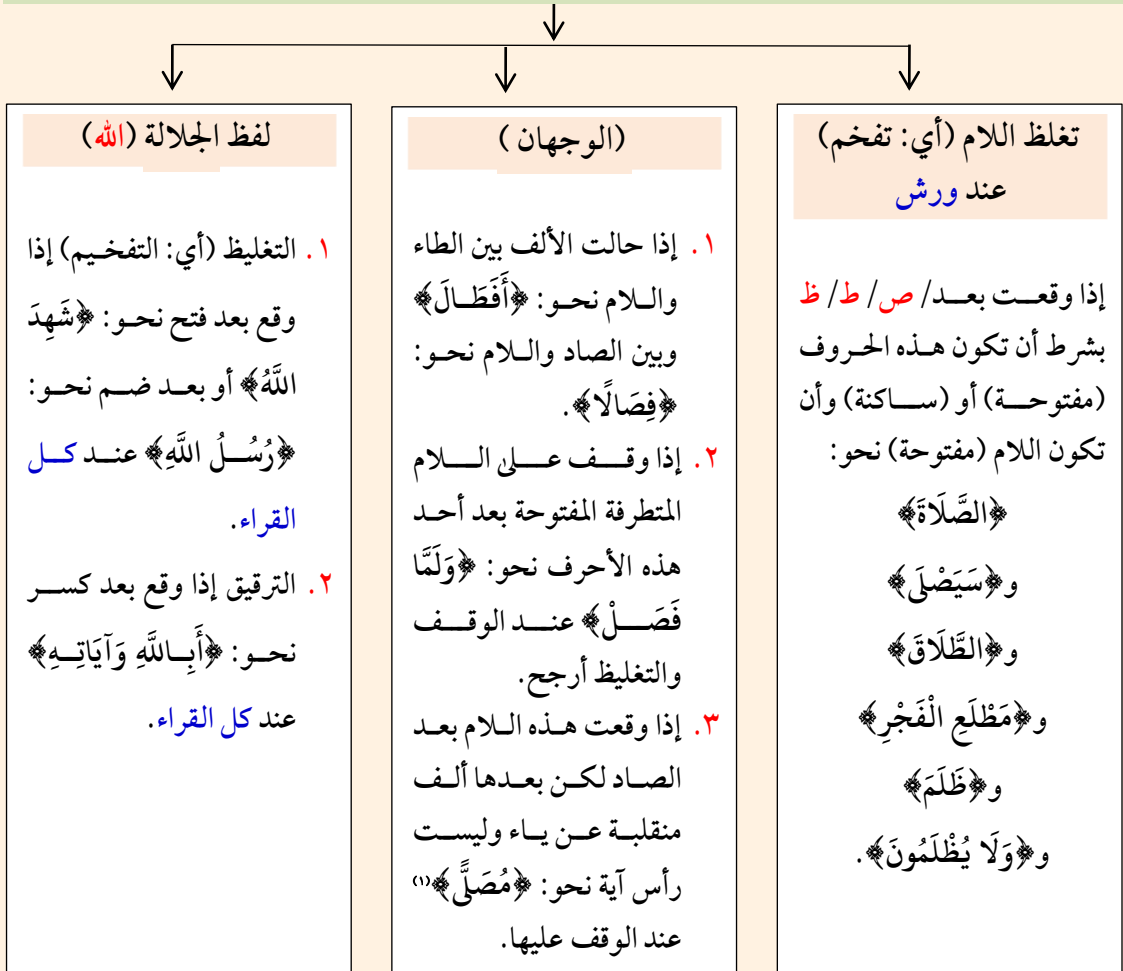 تغلظ اللام (أي: تفخم)
عند ورش
إذا وقعت بعد/ ص/ ط/ ظ
بشرط أن تكون هذه الحروف
(مفتوحة) أو (ساكنة) وأن
تكون اللام (مفتوحة) نحو:
﴿الصَّلَاةَ﴾
و﴿سَيَصْلَى﴾
و﴿الطَّلَاقَ﴾
و﴿مَطْلَعِ الْفَجْرِ﴾
و﴿ظَلَمَ﴾
و﴿وَلَا يُظْلَمُونَ﴾.
(الوجهان )
١. إذا حالت الألف بين الطاء
واللام نحو: ﴿أَفَطَالَ﴾
وبين الصاد واللام نحو:
﴿فِصَالًا﴾.
٢. إذا وقف على اللام
المتطرفة المفتوحة بعد أحد
هذه الأحرف نحو: ﴿وَلَمَّا
فَصَلْ﴾ عند الوقف
والتغليظ أرجح.
٣. إذا وقعت هذه اللام بعد
الصاد لكن بعدها ألف
منقلبة عن ياء وليست
رأس آية نحو: ﴿مُصَلًّى﴾(١)
عند الوقف عليها.
لفظ الجلالة (الله)
١. التغليظ (أي: التفخيم) إذا
وقع بعد فتح نحو: ﴿شَهِدَ
اللَّهُ﴾ أو بعد ضم نحو:
﴿رُسُلُ اللَّهِ﴾ عند كل
القراء.
٢. الترقيق إذا وقع بعد كسر
نحو: ﴿أَبِاللَّهِ وَآيَاتِهِ﴾
عند كل القراء.